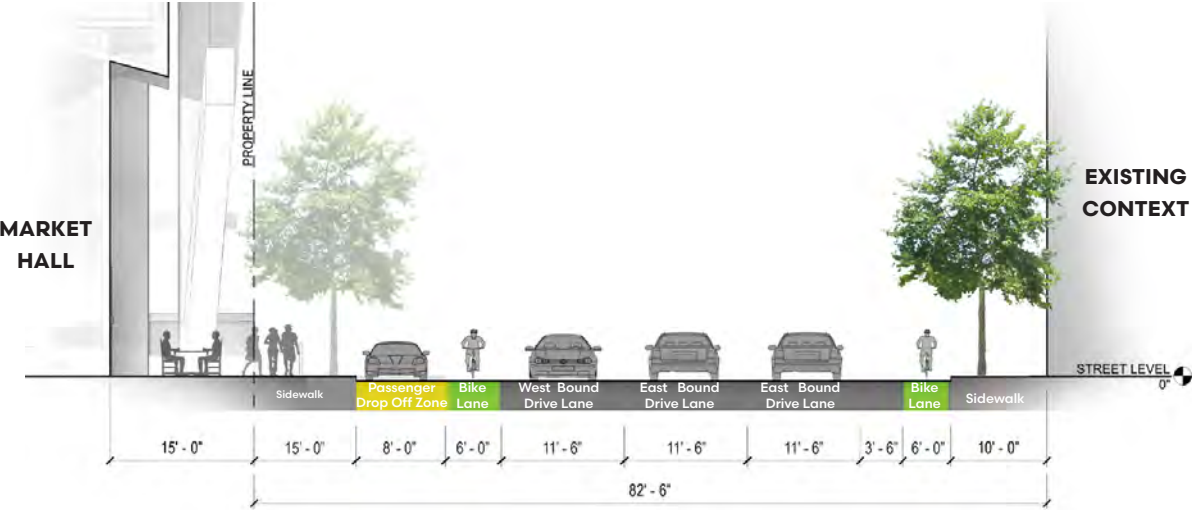 PROPERTY LINE
MARKET
HALL
EXISTING
CONTEXT
STREET LEVEL
0"
Sidewalk
Passenger
Drop Off Zone
Bike
Lane
West Bound
Drive Lane
East Bound
Drive Lane
East Bound
Drive Lane
Bike
Lane
Sidewalk
15' - 0"
15' - 0"
8' - 0"
6' - 0"
11' - 6"
11' - 6"
11' - 6"
3' - 6"
6' - 0"
10' - 0"
82' - 6"